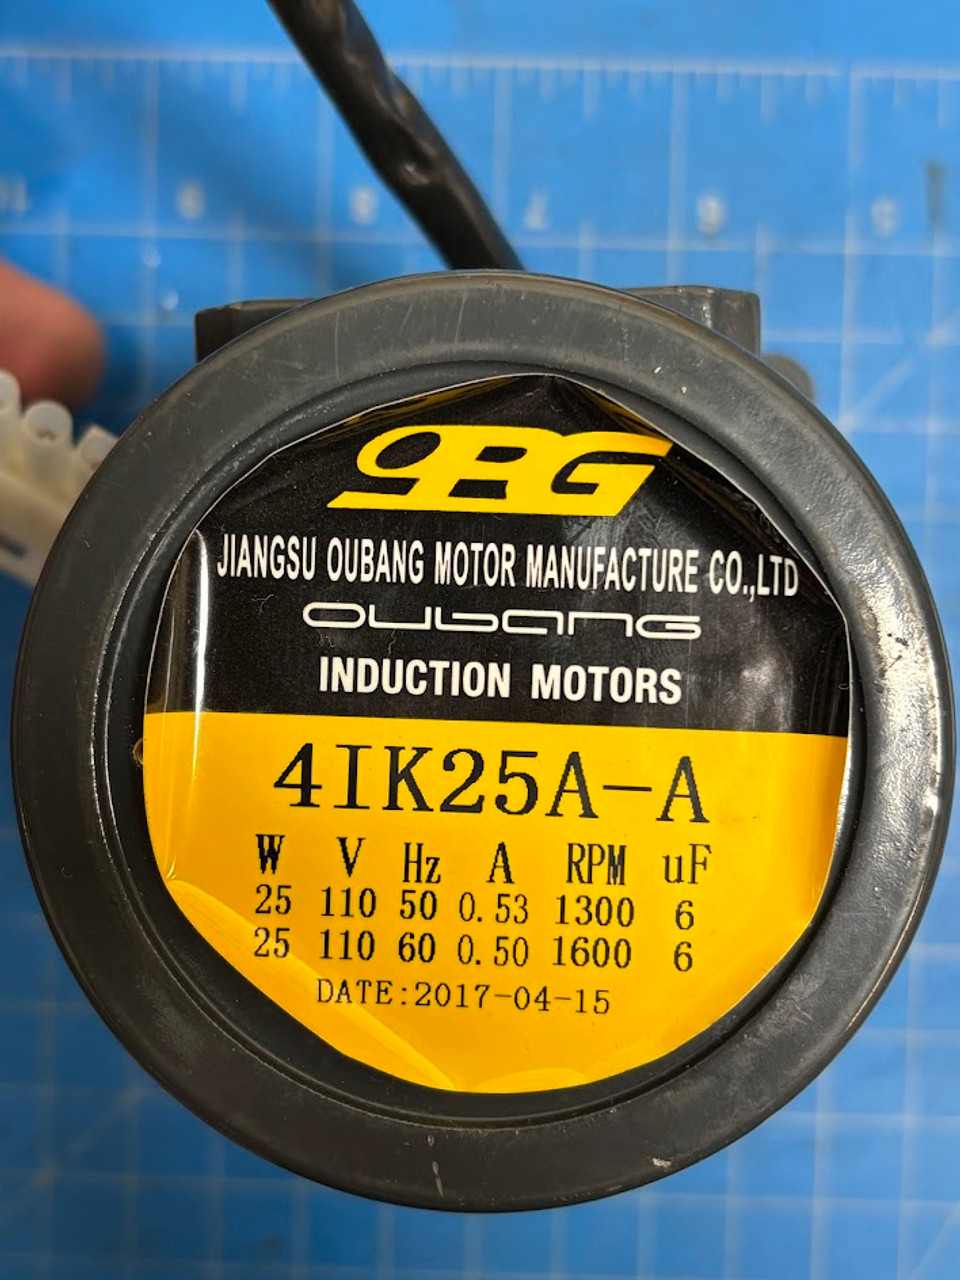 OPG
JIANGSU OUBANG MOTOR MANUFACTURE CO.,LTD
OUBANG
INDUCTION MOTORS
4IK25A-A
W V Hz A RPM uF
25 110 50 0.53 1300 6
25 110 60 0.50 1600 6
DATE:2017-04-15